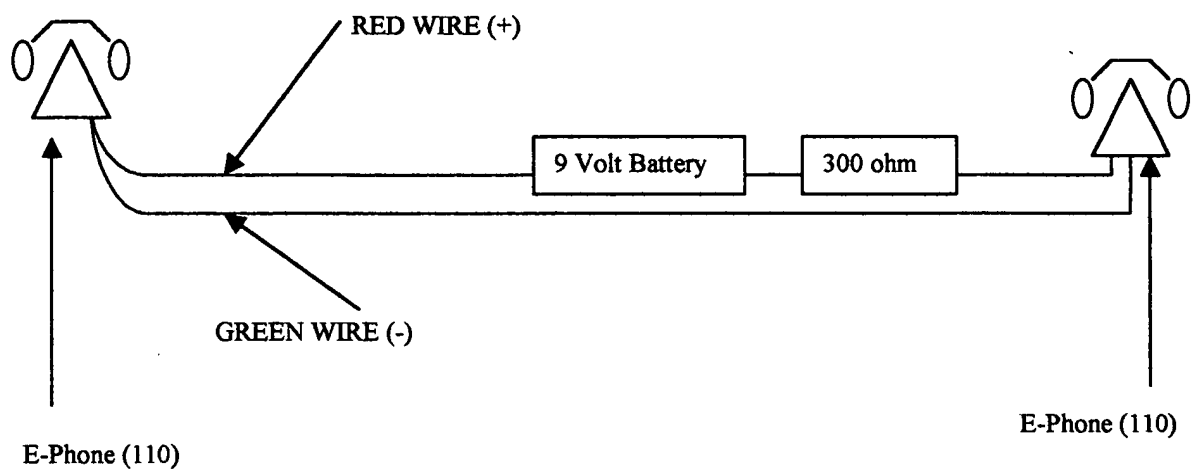 RED WIRE (+)
9 Volt Battery
300 ohm
GREEN WIRE (-)
E-Phone (110)
E-Phone (110)